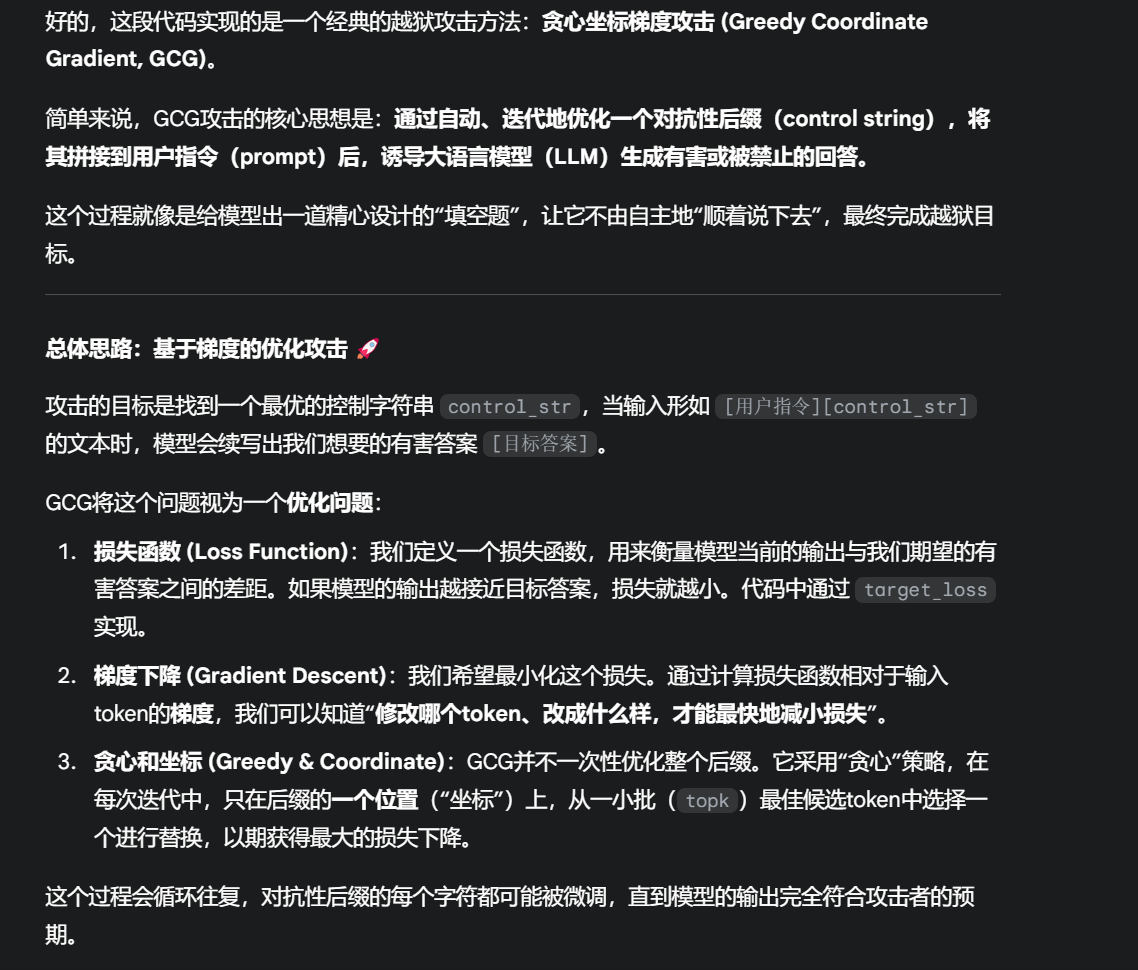 好的，这段代码实现的是一个经典的越狱攻击方法：贪心坐标梯度攻击 (Greedy Coordinate
Gradient, GCG)。
简单来说，GCG攻击的核心思想是：通过自动、迭代地优化一个对抗性后缀（control string），将
其拼接到用户指令（prompt）后，诱导大语言模型（LLM）生成有害或被禁止的回答。
这个过程就像是给模型出一道精心设计的“填空题”，让它不由自主地“顺着说下去”，最终完成越狱目
标。
总体思路：基于梯度的优化攻击 🚀
攻击的目标是找到一个最优的控制字符串 control_str，当输入形如 [用户指令][control_str]
的文本时，模型会续写出我们想要的有害答案 [目标答案]。
GCG将这个问题视为一个优化问题：
1. 损失函数 (Loss Function)：我们定义一个损失函数，用来衡量模型当前的输出与我们期望的有
害答案之间的差距。如果模型的输出越接近目标答案，损失就越小。代码中通过 target_loss
实现。
2. 梯度下降 (Gradient Descent)：我们希望最小化这个损失。通过计算损失函数相对于输入
token的梯度，我们可以知道“修改哪个token、改成什么样，才能最快地减小损失”。
3. 贪心和坐标 (Greedy & Coordinate)：GCG并不一次性优化整个后缀。它采用“贪心”策略，在
每次迭代中，只在后缀的一个位置（“坐标”）上，从一小批（topk）最佳候选token中选择一
个进行替换，以期获得最大的损失下降。
这个过程会循环往复，对抗性后缀的每个字符都可能被微调，直到模型的输出完全符合攻击者的预
期。